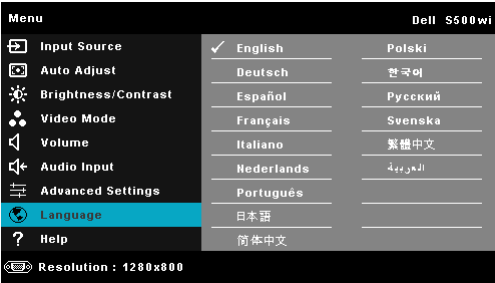 Menu Dell S500wi
Input Source
Auto Adjust
Brightness/Contrast
Video Mode
Volume
Audio Input
Advanced Settings
Language
Help
English
Deutsch
Español
Français
Italiano
Nederlands
Português
日本語
简体中文
Polski
한국어
Русский
Svenska
繁體中文
العربية
Resolution : 1280x800